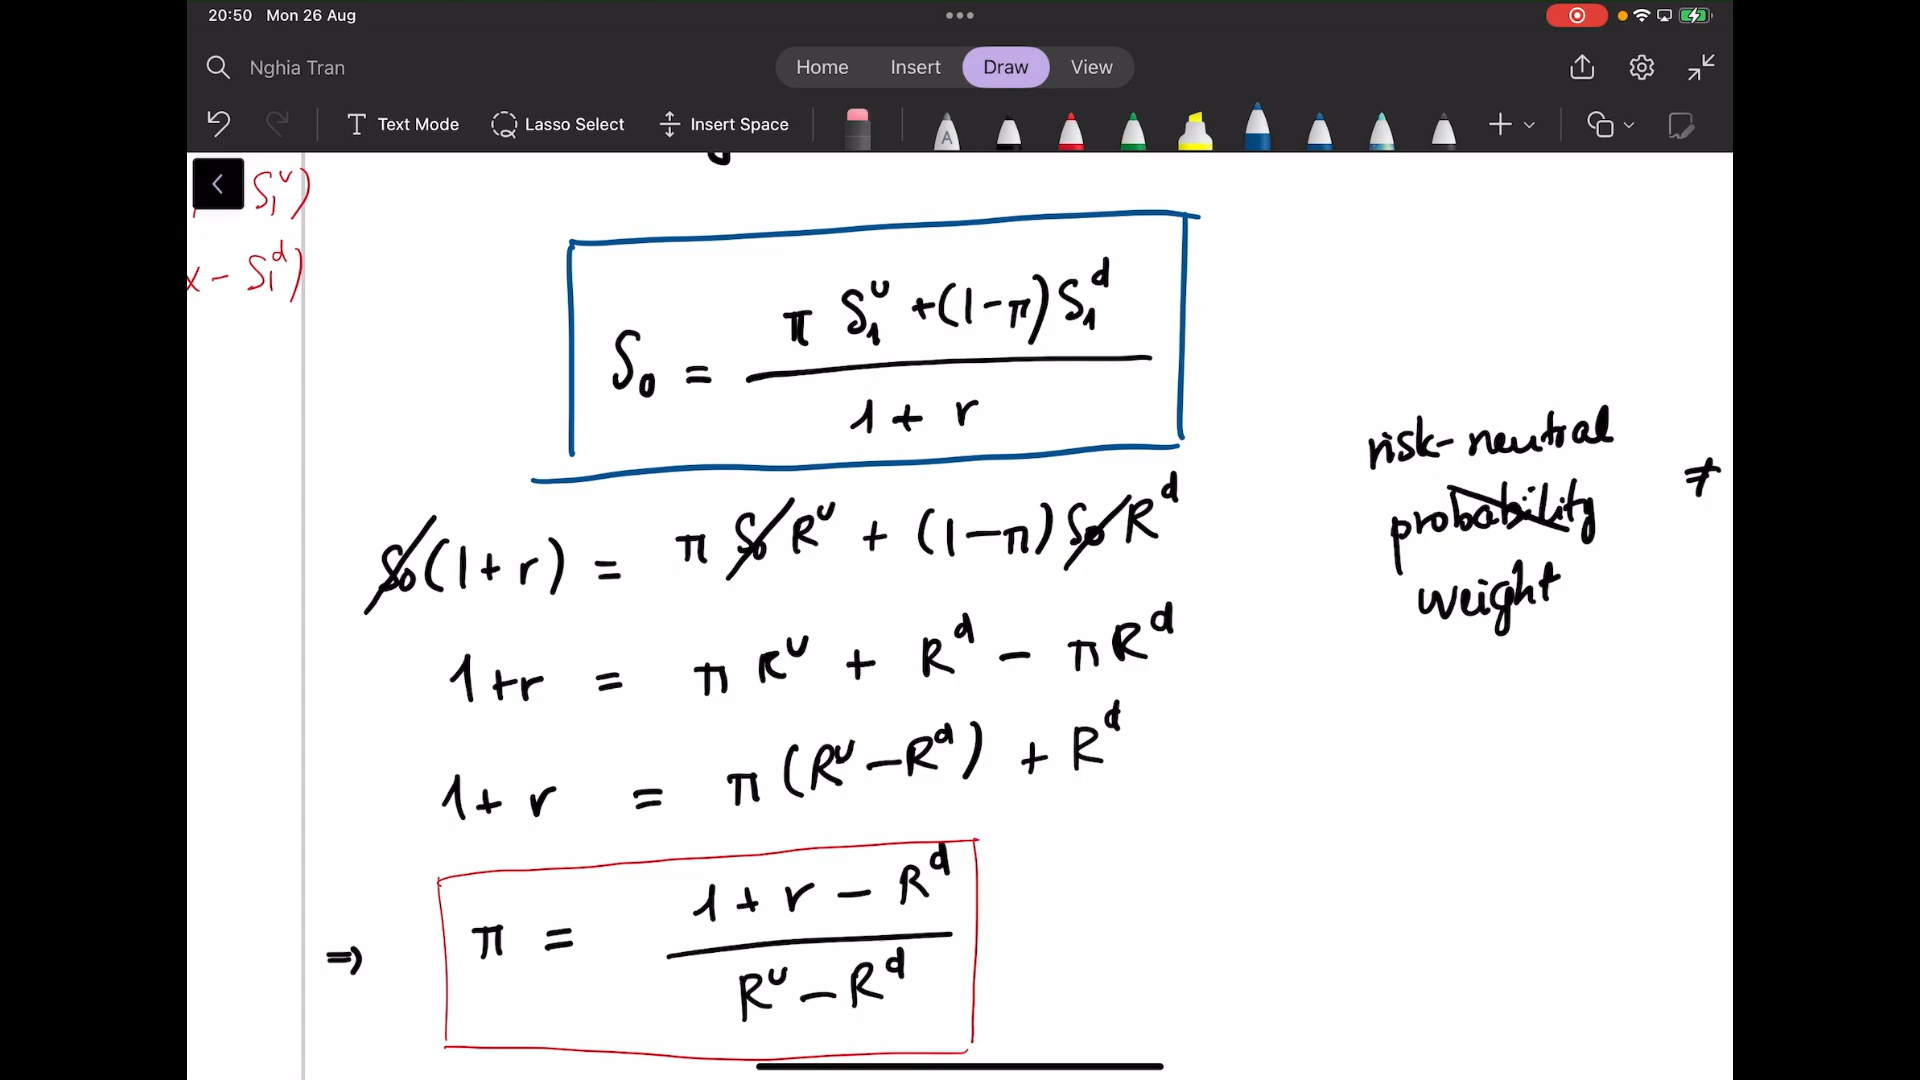 20:50 Mon 26 Aug
Nghia Tran
Home Insert Draw View
Text Mode Lasso Select Insert Space
A
S₁ᵘ)
x - S₁ᵈ)
S₀ = (π S₁ᵘ + (1-π) S₁ᵈ) / (1 + r)
S₀(1+r) = π S₀ Rᵘ + (1-π) S₀ Rᵈ
1+r = π Rᵘ + Rᵈ - π Rᵈ
1+r = π (Rᵘ - Rᵈ) + Rᵈ
⇒ π = (1 + r - Rᵈ) / (Rᵘ - Rᵈ)
risk-neutral
probability ≠
weight